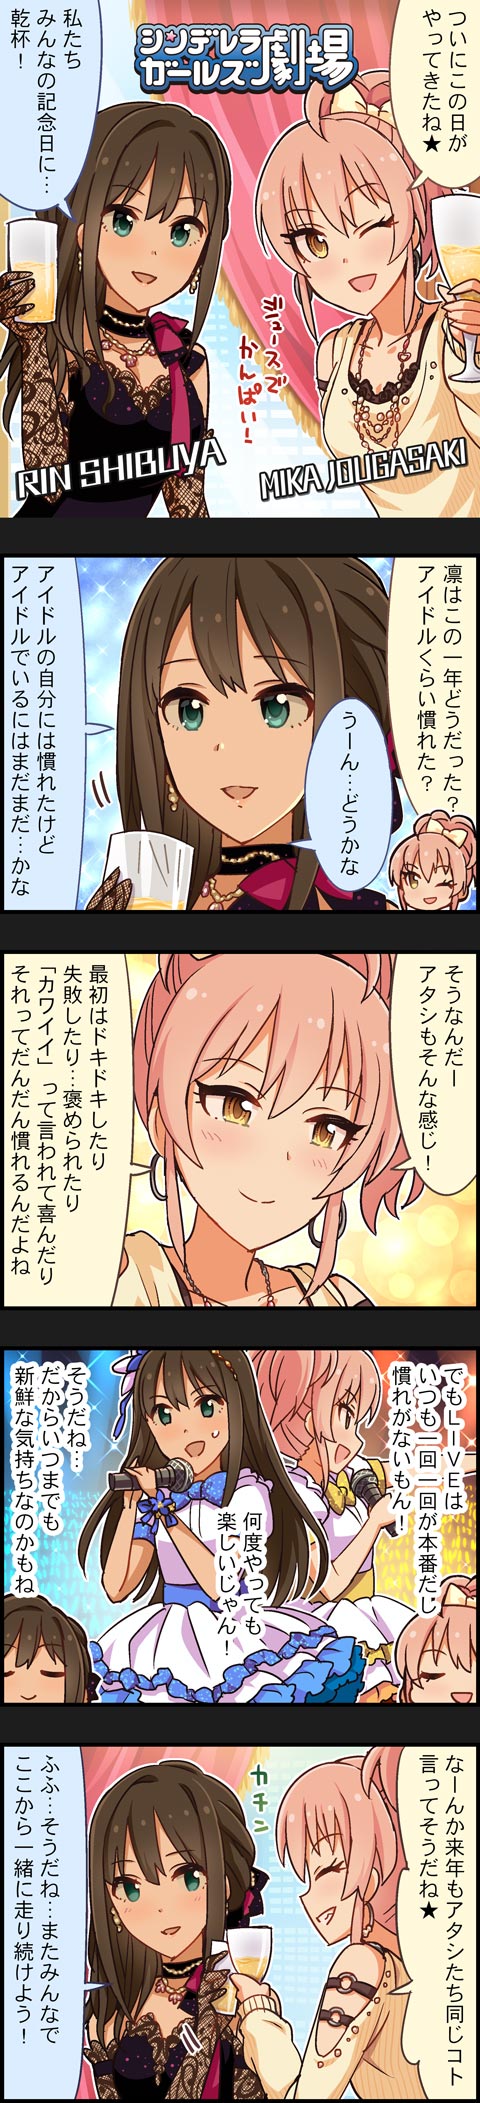 シンデレラ
ガールズ劇場
ついにこの日が
やってきたね★
私たち
みんなの記念日に…
乾杯！
ジュースで
かんぱい！
RIN SHIBUYA
MIKA JOUGASAKI
凛はこの一年どうだった？
アイドルくらい慣れた？
うーん…どうかな
アイドルの自分には慣れたけど
アイドルでいるにはまだまだ…かな
そうなんだー
アタシもそんな感じ！
最初はドキドキしたり
失敗したり…褒められたり
「カワイイ」って言われて喜んだり
それってだんだん慣れるんだよね
でもLIVEは
いつも一回一回が本番だし
慣れがないもん！
何度やっても
楽しいじゃん！
そうだね…
だからいつまでも
新鮮な気持ちなのかもね
なーんか来年もアタシたち同じコト
言ってそうだね★
カチン
ふふ…そうだね…またみんなで
ここから一緒に走り続けよう！